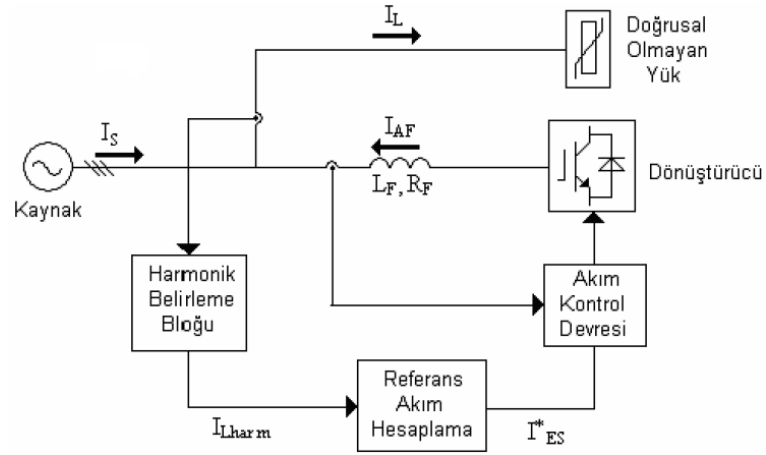 I_L
Doğrusal
Olmayan
Yük
I_S
I_AF
L_F, R_F
Kaynak
Dönüştürücü
Harmonik
Belirleme
Bloğu
Akım
Kontrol
Devresi
Referans
Akım
Hesaplama
I_Lharm
I*_ES